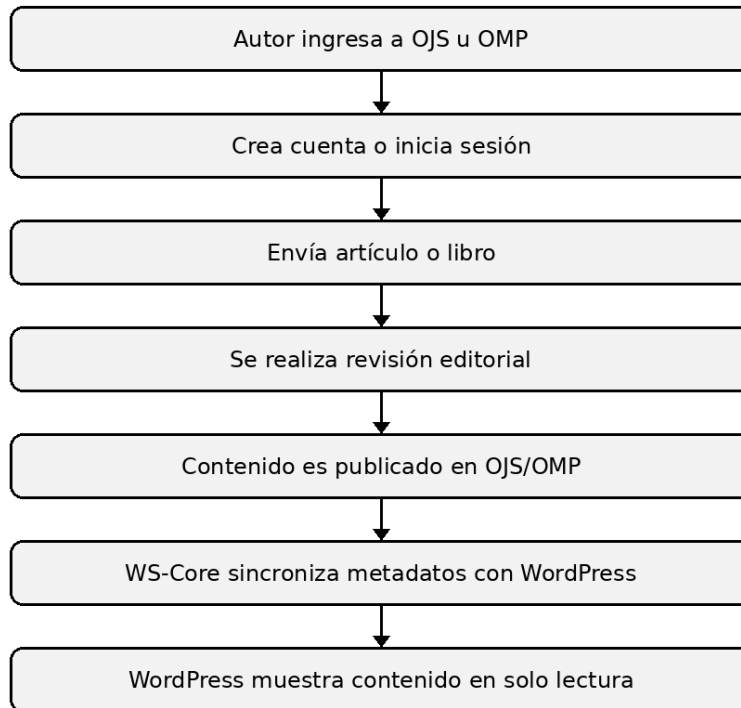 Autor ingresa a OJS u OMP
Crea cuenta o inicia sesión
Envía artículo o libro
Se realiza revisión editorial
Contenido es publicado en OJS/OMP
WS-Core sincroniza metadatos con WordPress
WordPress muestra contenido en solo lectura